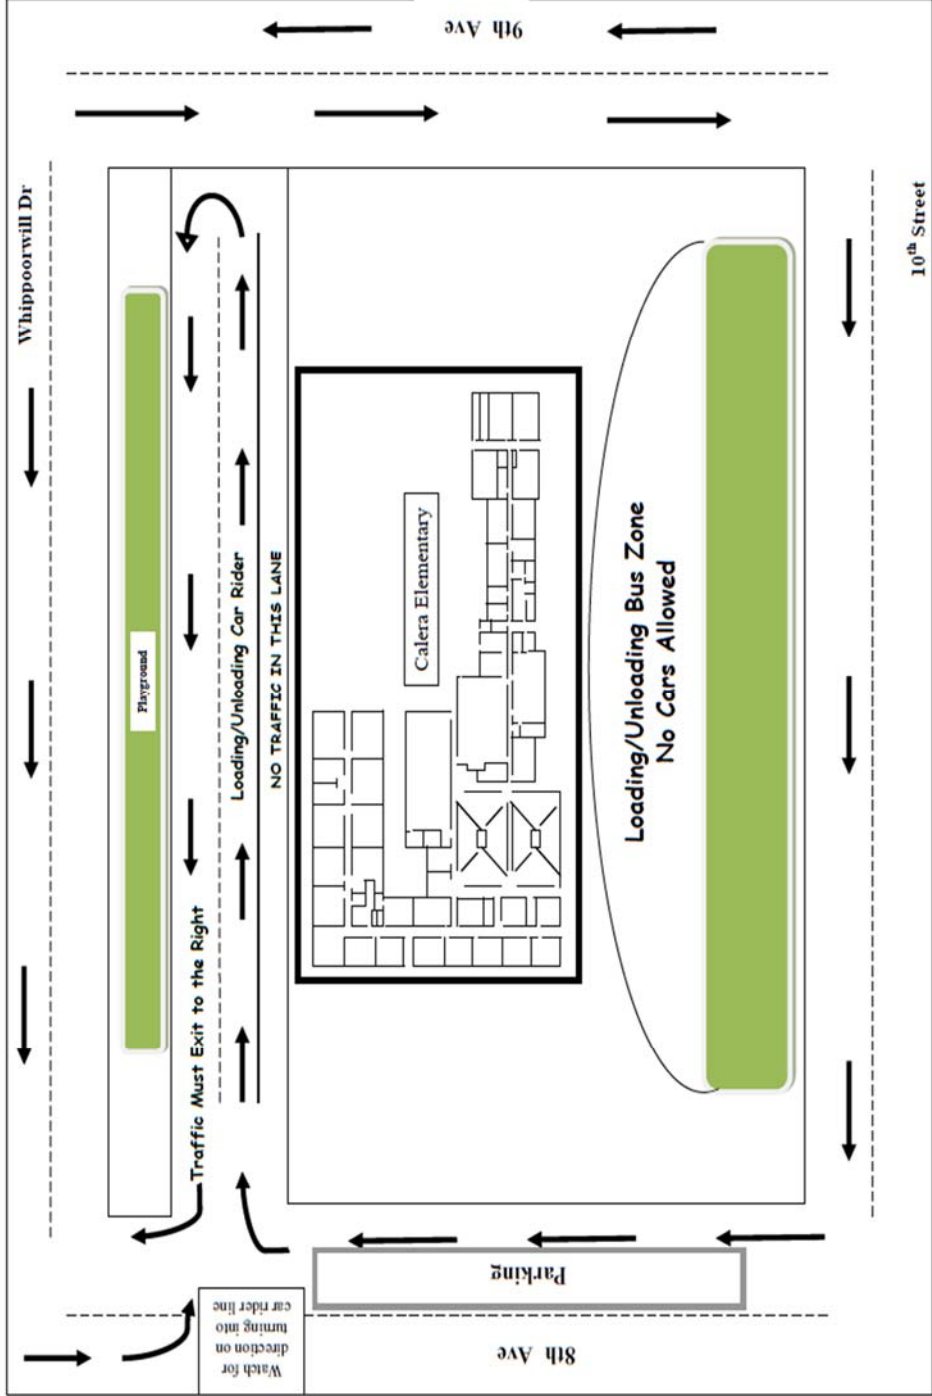 9th Ave
Whippoorwill Dr
10th Street
Playground
Loading/Unloading Car Rider
NO TRAFFIC IN THIS LANE
Calera Elementary
Loading/Unloading Bus Zone
No Cars Allowed
Traffic Must Exit to the Right
Parking
Watch for
direction on
turning into
car rider line
8th Ave